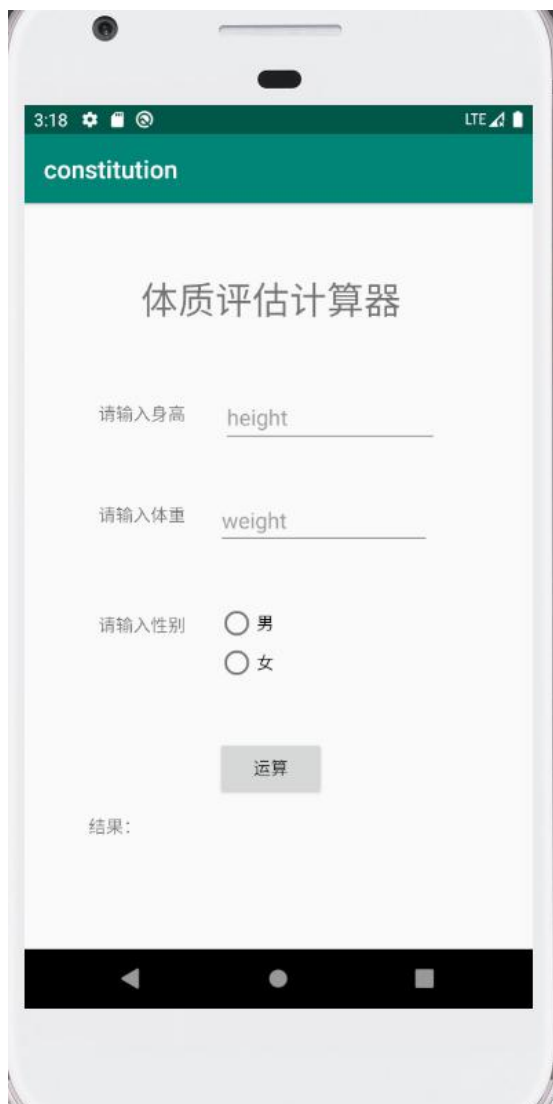 3:18 LTE
constitution
体质评估计算器
请输入身高 height
请输入体重 weight
请输入性别 男
女
运算
结果：